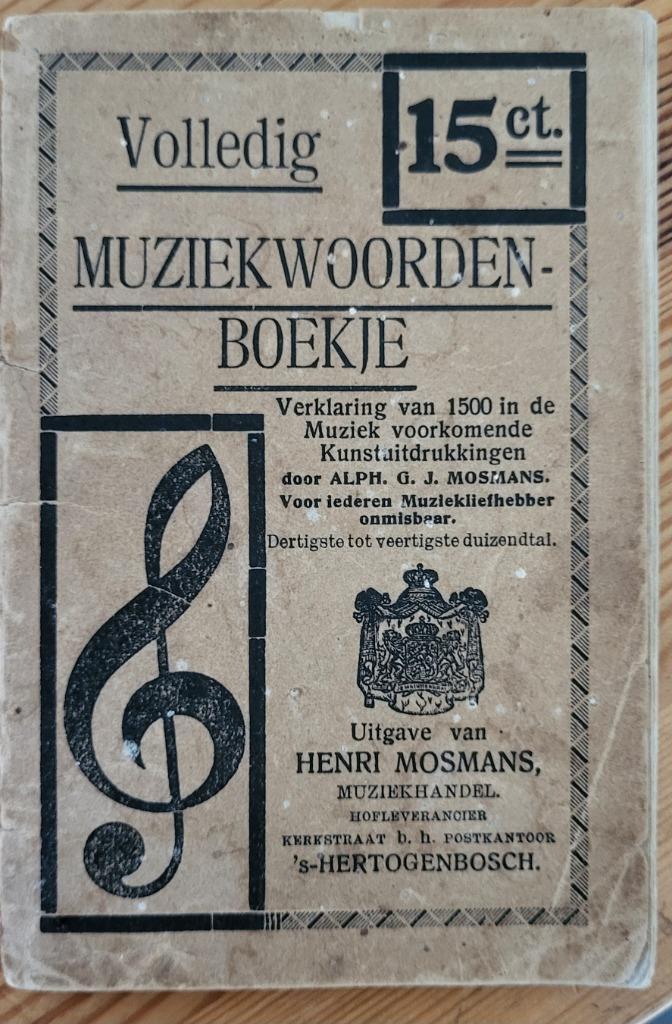 Volledig
15 ct.
MUZIEKWOORDEN-
BOEKJE
Verklaring van 1500 in de
Muziek voorkomende
Kunstuitdrukkingen
door ALPH. G. J. MOSMANS.
Voor iederen Muziekliefhebber
onmisbaar.
Dertigste tot veertigste duizendtal.
Uitgave van
HENRI MOSMANS,
MUZIEKHANDEL.
HOFLEVERANCIER
KERKSTRAAT b. h. POSTKANTOOR
's-HERTOGENBOSCH.